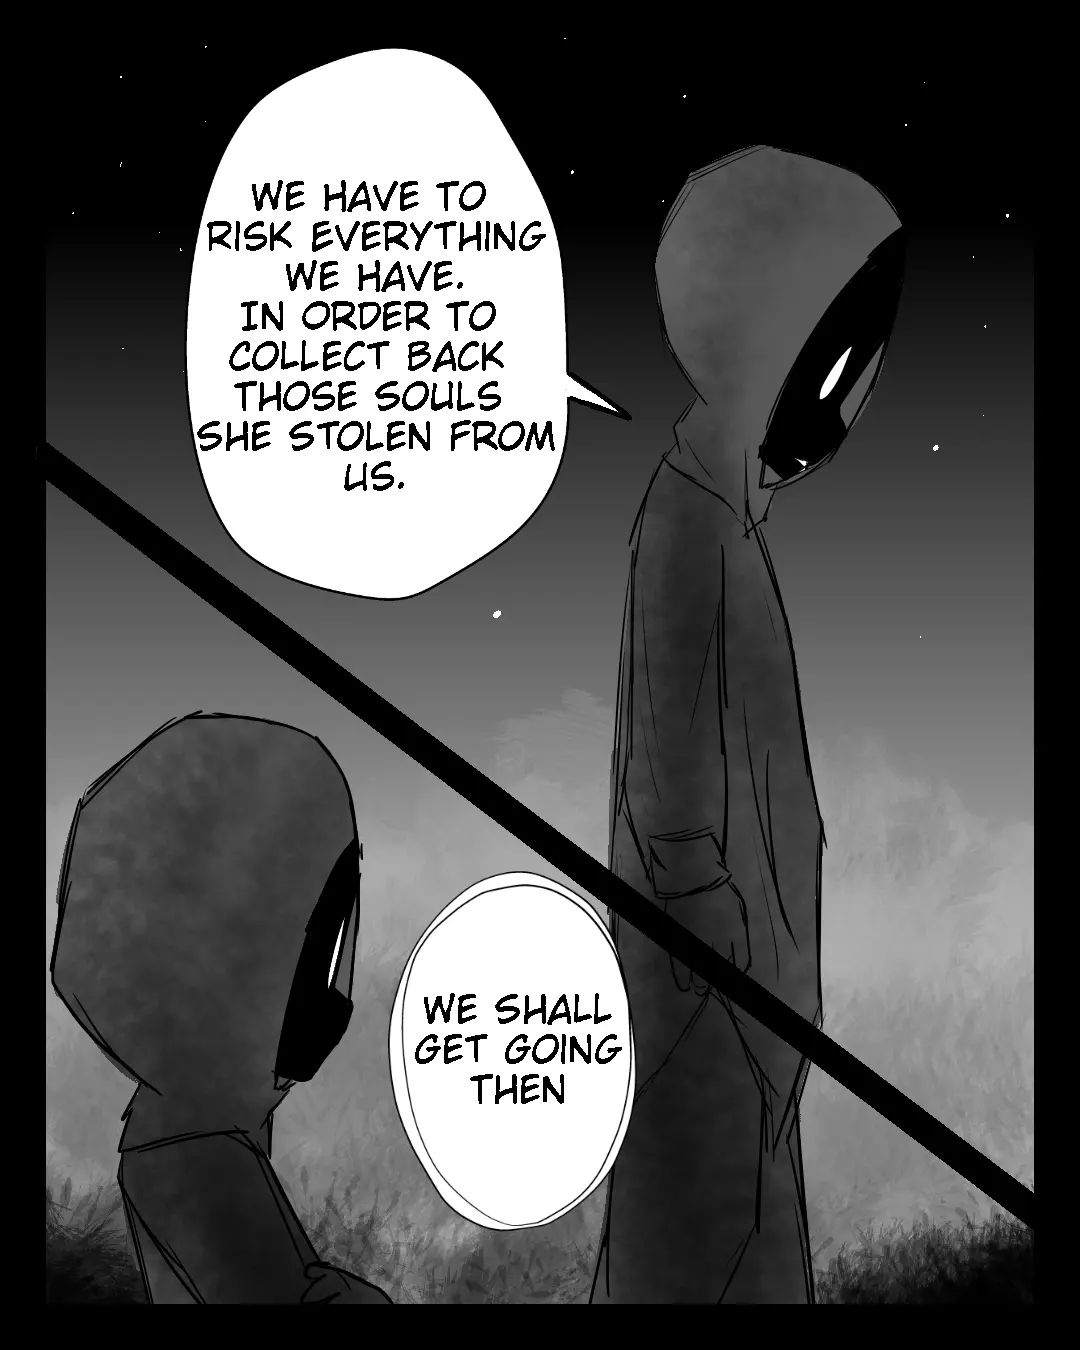 WE HAVE TO
RISK EVERYTHING
WE HAVE.
IN ORDER TO
COLLECT BACK
THOSE SOULS
SHE STOLEN FROM
US.
WE SHALL
GET GOING
THEN